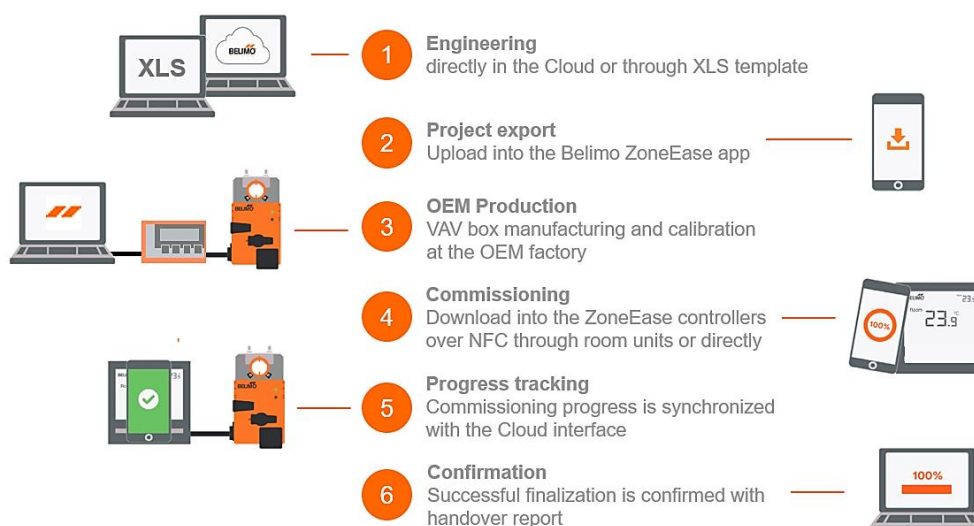 XLS
BELIMO
1
Engineering
directly in the Cloud or through XLS template
2
Project export
Upload into the Belimo ZoneEase app
3
OEM Production
VAV box manufacturing and calibration
at the OEM factory
BELIMO
4
Commissioning
Download into the ZoneEase controllers
over NFC through room units or directly
100%
BELIMO
Room
23.9
°C
5
Progress tracking
Commissioning progress is synchronized
with the Cloud interface
BELIMO
6
Confirmation
Successful finalization is confirmed with
handover report
100%